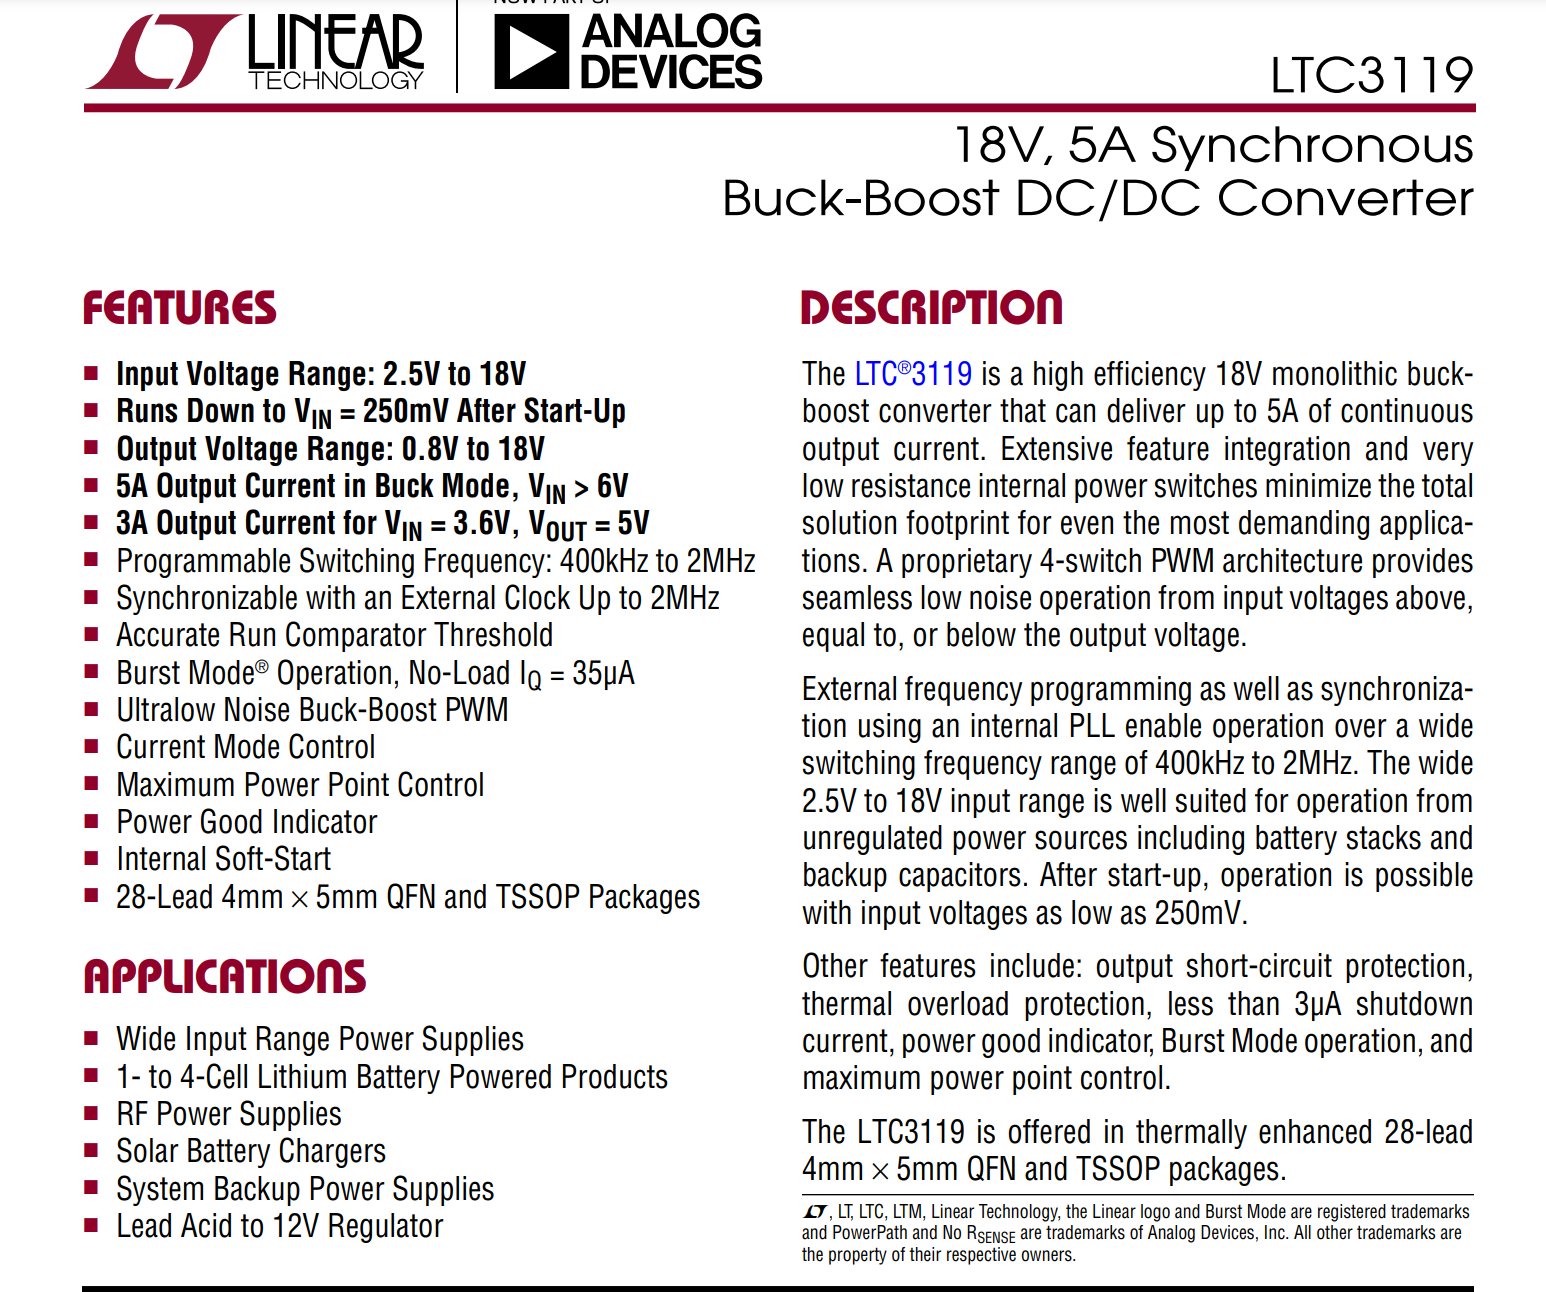 LINEAR
TECHNOLOGY
NOW PART OF
ANALOG
DEVICES
LTC3119
18V, 5A Synchronous
Buck-Boost DC/DC Converter
FEATURES
■ Input Voltage Range: 2.5V to 18V
■ Runs Down to VIN = 250mV After Start-Up
■ Output Voltage Range: 0.8V to 18V
■ 5A Output Current in Buck Mode, VIN > 6V
■ 3A Output Current for VIN = 3.6V, VOUT = 5V
■ Programmable Switching Frequency: 400kHz to 2MHz
■ Synchronizable with an External Clock Up to 2MHz
■ Accurate Run Comparator Threshold
■ Burst Mode® Operation, No-Load IQ = 35µA
■ Ultralow Noise Buck-Boost PWM
■ Current Mode Control
■ Maximum Power Point Control
■ Power Good Indicator
■ Internal Soft-Start
■ 28-Lead 4mm × 5mm QFN and TSSOP Packages
APPLICATIONS
■ Wide Input Range Power Supplies
■ 1- to 4-Cell Lithium Battery Powered Products
■ RF Power Supplies
■ Solar Battery Chargers
■ System Backup Power Supplies
■ Lead Acid to 12V Regulator
DESCRIPTION
The LTC®3119 is a high efficiency 18V monolithic buck-
boost converter that can deliver up to 5A of continuous
output current. Extensive feature integration and very
low resistance internal power switches minimize the total
solution footprint for even the most demanding applica-
tions. A proprietary 4-switch PWM architecture provides
seamless low noise operation from input voltages above,
equal to, or below the output voltage.
External frequency programming as well as synchroniza-
tion using an internal PLL enable operation over a wide
switching frequency range of 400kHz to 2MHz. The wide
2.5V to 18V input range is well suited for operation from
unregulated power sources including battery stacks and
backup capacitors. After start-up, operation is possible
with input voltages as low as 250mV.
Other features include: output short-circuit protection,
thermal overload protection, less than 3µA shutdown
current, power good indicator, Burst Mode operation, and
maximum power point control.
The LTC3119 is offered in thermally enhanced 28-lead
4mm × 5mm QFN and TSSOP packages.
LT, LT, LTC, LTM, Linear Technology, the Linear logo and Burst Mode are registered trademarks
and PowerPath and No RSENSE are trademarks of Analog Devices, Inc. All other trademarks are
the property of their respective owners.